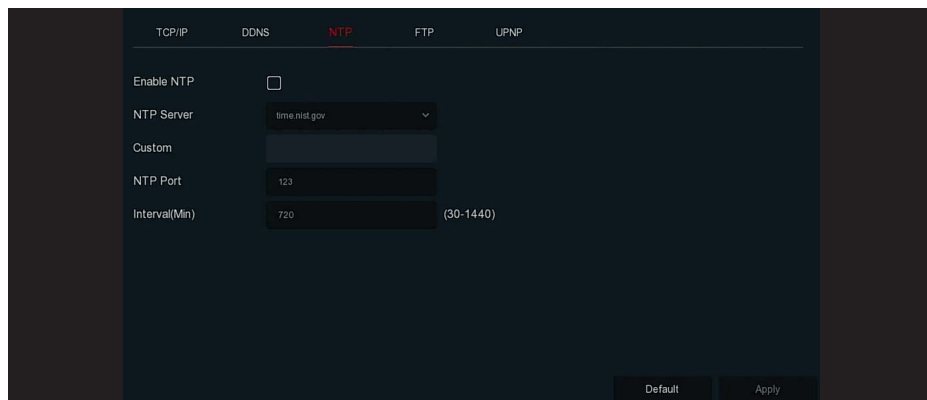 TCP/IP DDNS NTP FTP UPNP
Enable NTP
NTP Server time.nist.gov
Custom
NTP Port 123
Interval(Min) 720 (30-1440)
Default Apply